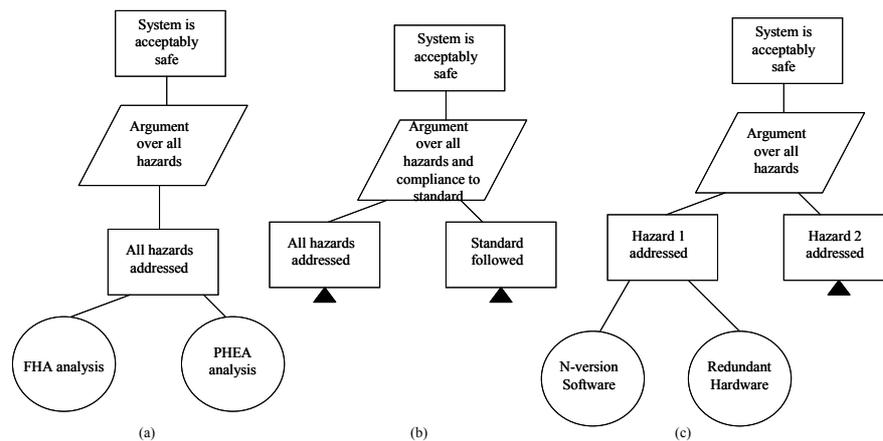 System is
acceptably
safe
Argument
over all
hazards
All hazards
addressed
FHA analysis
PHEA
analysis
(a)
System is
acceptably
safe
Argument
over all
hazards and
compliance to
standard
All hazards
addressed
Standard
followed
(b)
System is
acceptably
safe
Argument
over all
hazards
Hazard 1
addressed
Hazard 2
addressed
N-version
Software
Redundant
Hardware
(c)